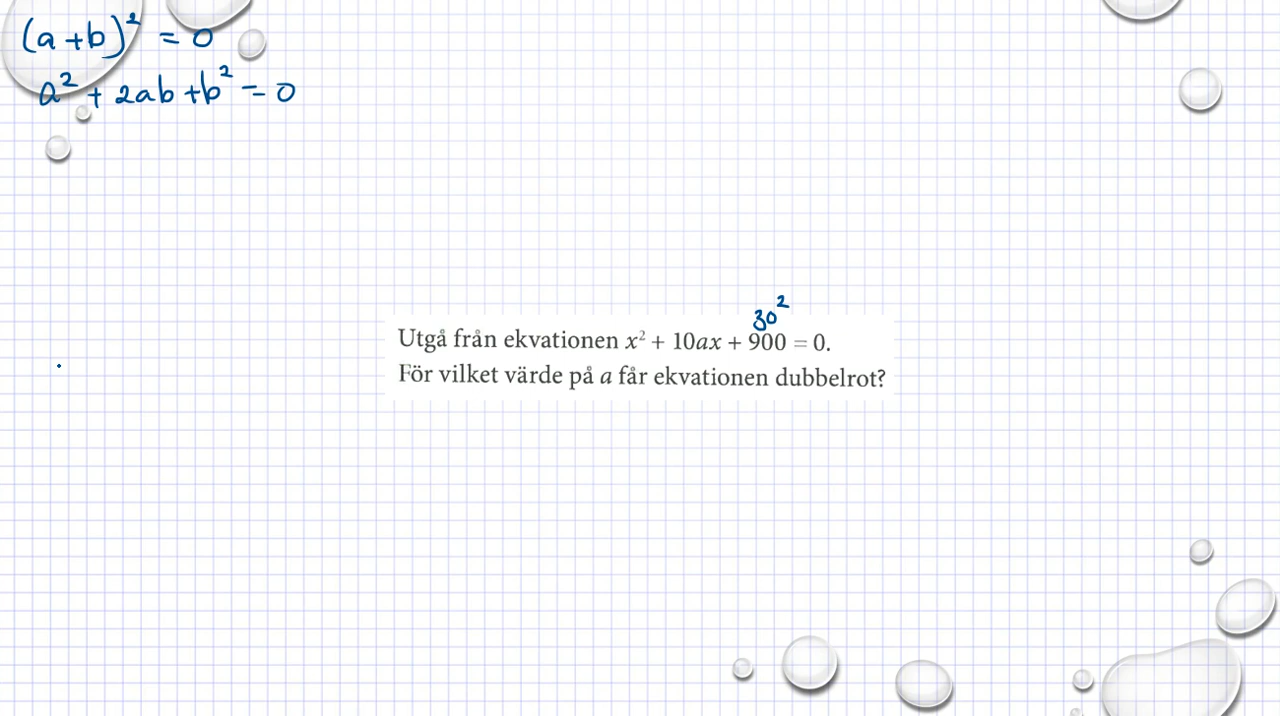 (a+b)² = 0
a² + 2ab + b² = 0
30²
Utgå från ekvationen x² + 10ax + 900 = 0.
För vilket värde på a får ekvationen dubbelrot?